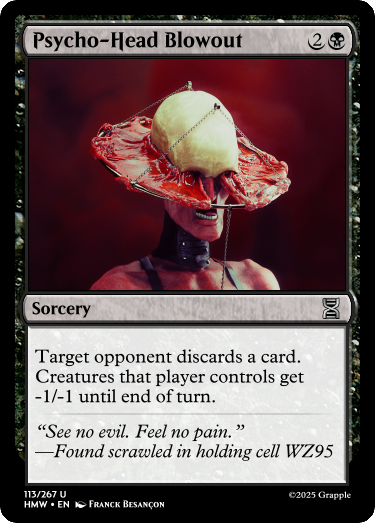 Psycho-Head Blowout 2
Sorcery
Target opponent discards a card.
Creatures that player controls get
-1/-1 until end of turn.
“See no evil. Feel no pain.”
—Found scrawled in holding cell WZ95
113/267 U
HMW • EN Franck Besançon
©2025 Grapple